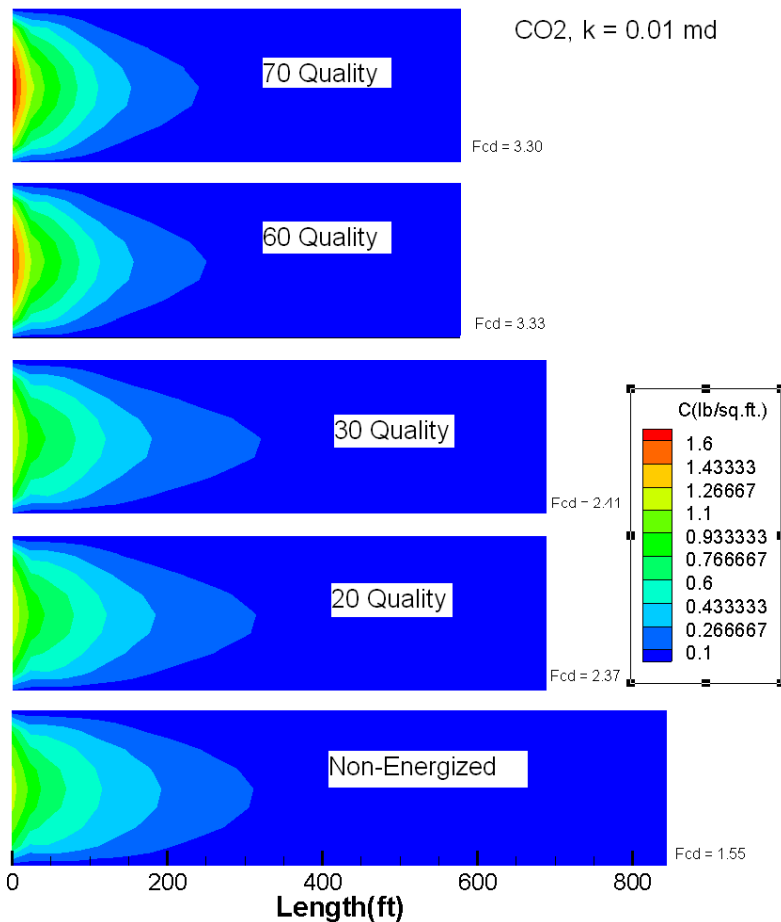 CO2, k = 0.01 md
70 Quality
Fcd = 3.30
60 Quality
Fcd = 3.33
30 Quality
Fcd = 2.41
C(lb/sq.ft.)
1.6
1.43333
1.26667
1.1
0.933333
0.766667
0.6
0.433333
0.266667
0.1
20 Quality
Fcd = 2.37
Non-Energized
Fcd = 1.55
0 200 400 600 800
Length(ft)